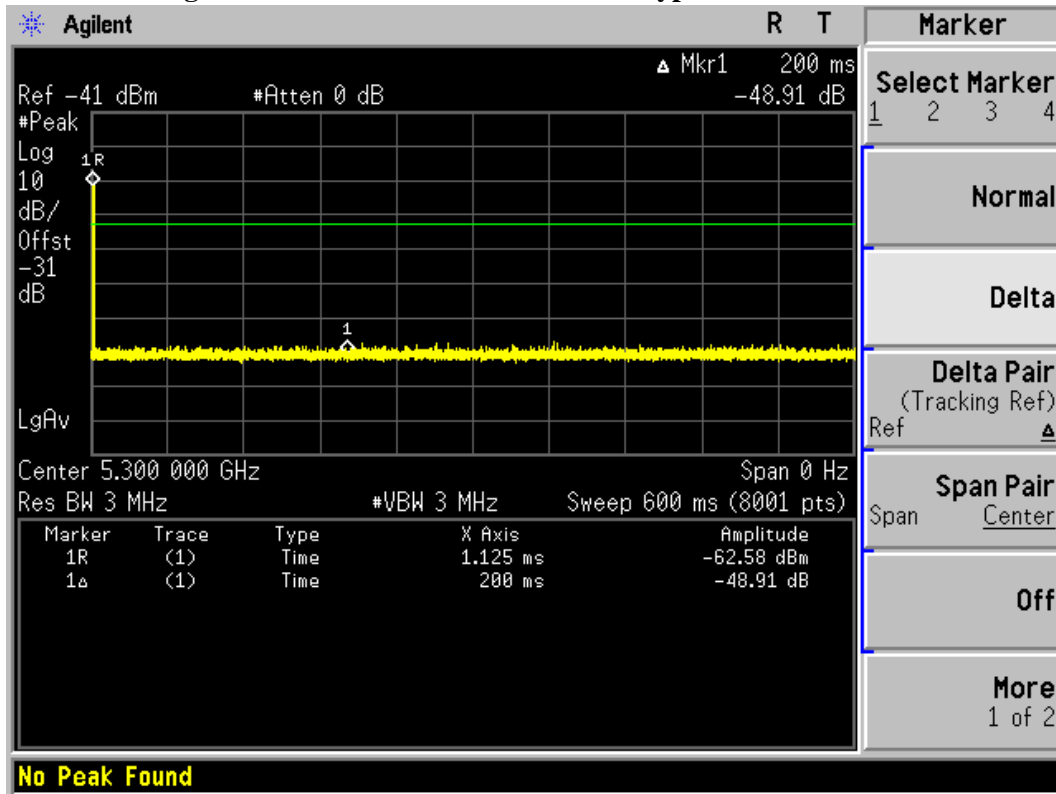 Agilent R T Marker
Δ Mkr1 200 ms
Ref -41 dBm #Atten 0 dB -48.91 dB
#Peak
Log
10
dB/
Offst
-31
dB
LgAv
1R
1
Center 5.300 000 GHz Span 0 Hz
Res BW 3 MHz #VBW 3 MHz Sweep 600 ms (8001 pts)
Marker Trace Type X Axis Amplitude
1R (1) Time 1.125 ms -62.58 dBm
1Δ (1) Time 200 ms -48.91 dB
Select Marker
1 2 3 4
Normal
Delta
Delta Pair
(Tracking Ref)
Ref Δ
Span Pair
Span Center
Off
More
1 of 2
No Peak Found